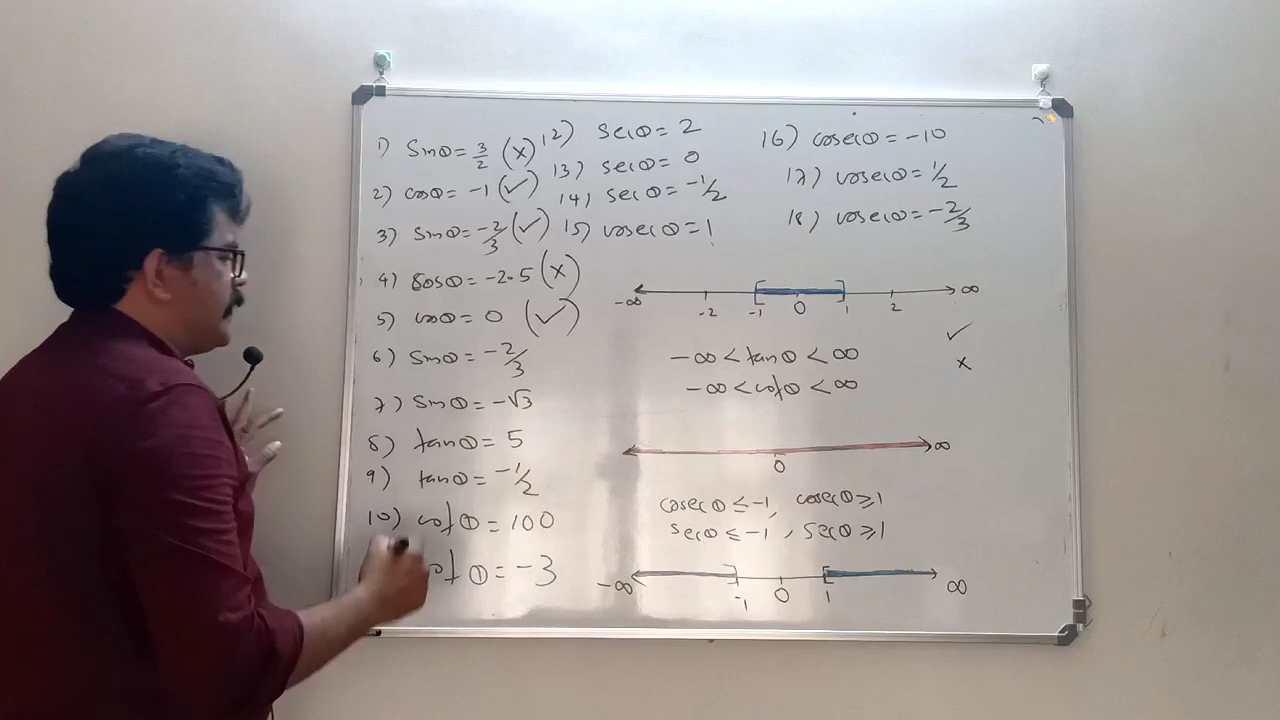 1) Sinθ = 3/2 (x)
2) cosθ = -1 (✓)
3) Sinθ = -2/3 (✓)
4) cosθ = -2.5 (x)
5) cosθ = 0 (✓)
6) Sinθ = -2/3
7) Sinθ = -√3
8) tanθ = 5
9) tanθ = -1/2
10) cotθ = 100
otθ = -3
12) secθ = 2
13) secθ = 0
14) secθ = -1/2
15) cosecθ = 1
16) cosecθ = -10
17) cosecθ = 1/2
18) cosecθ = -2/3
-∞ -2 -1 0 1 2 ∞
✓
x
-∞ < tanθ < ∞
-∞ < cotθ < ∞
0 ∞
cosecθ ≤ -1, cosecθ ≥ 1
secθ ≤ -1, secθ ≥ 1
-∞ -1 0 1 ∞